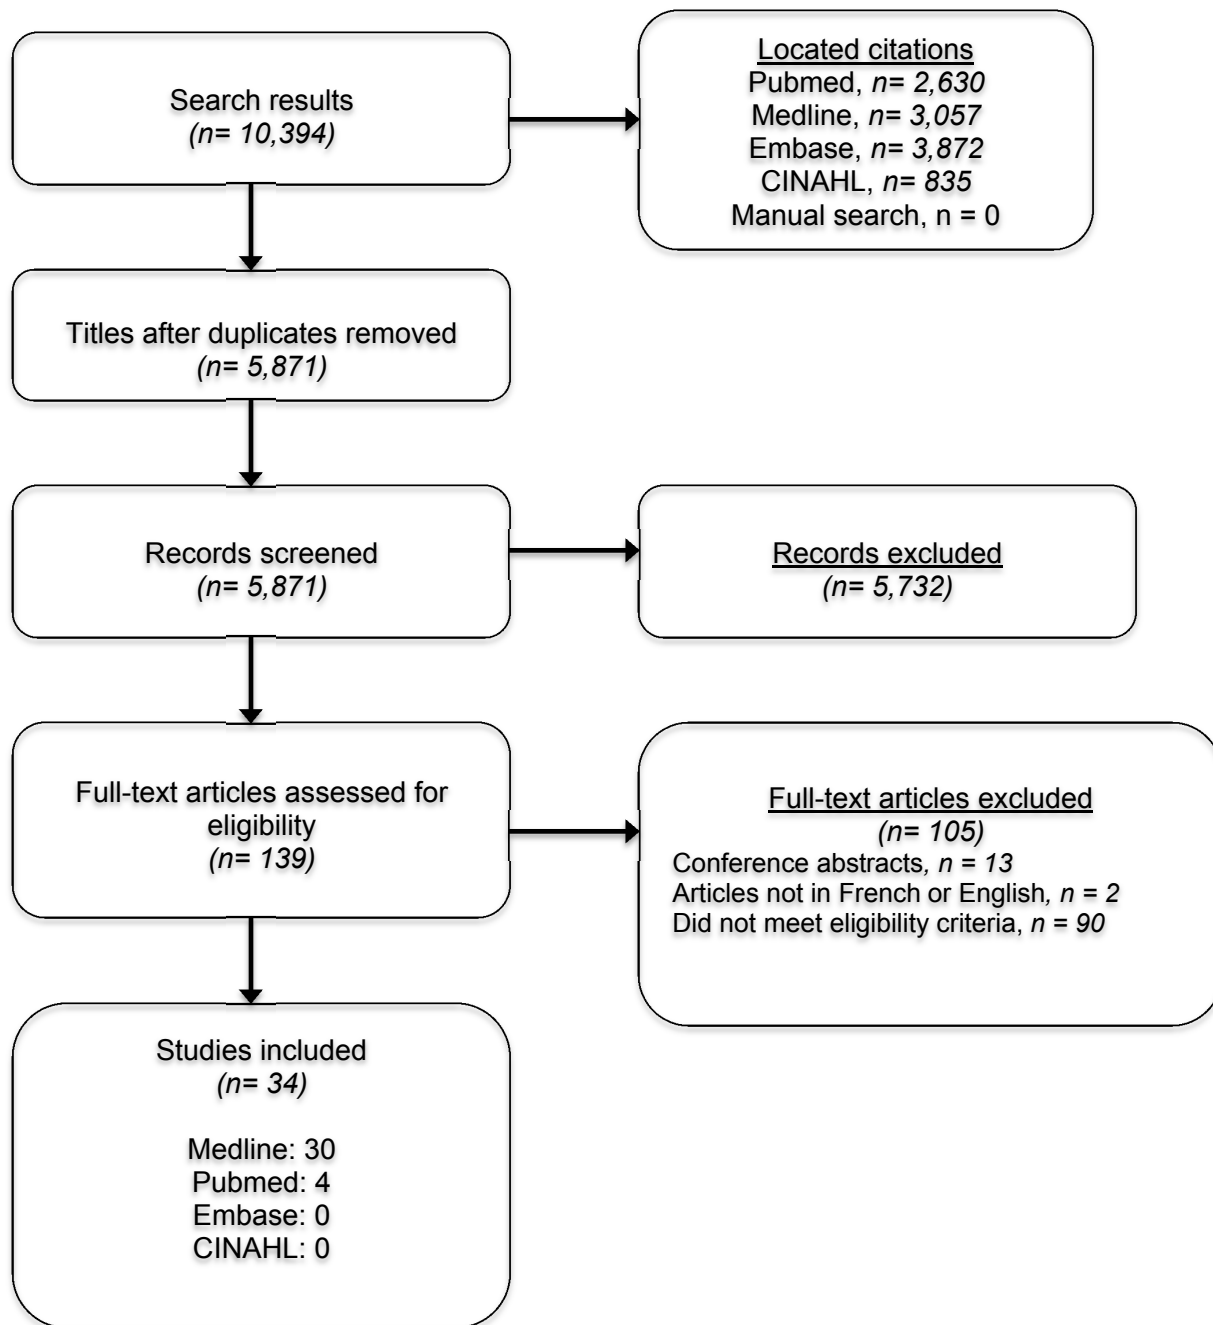 Search results
(n= 10,394)
Located citations
Pubmed, n= 2,630
Medline, n= 3,057
Embase, n= 3,872
CINAHL, n= 835
Manual search, n = 0
Titles after duplicates removed
(n= 5,871)
Records screened
(n= 5,871)
Records excluded
(n= 5,732)
Full-text articles assessed for
eligibility
(n= 139)
Full-text articles excluded
(n= 105)
Conference abstracts, n = 13
Articles not in French or English, n = 2
Did not meet eligibility criteria, n = 90
Studies included
(n= 34)
Medline: 30
Pubmed: 4
Embase: 0
CINAHL: 0